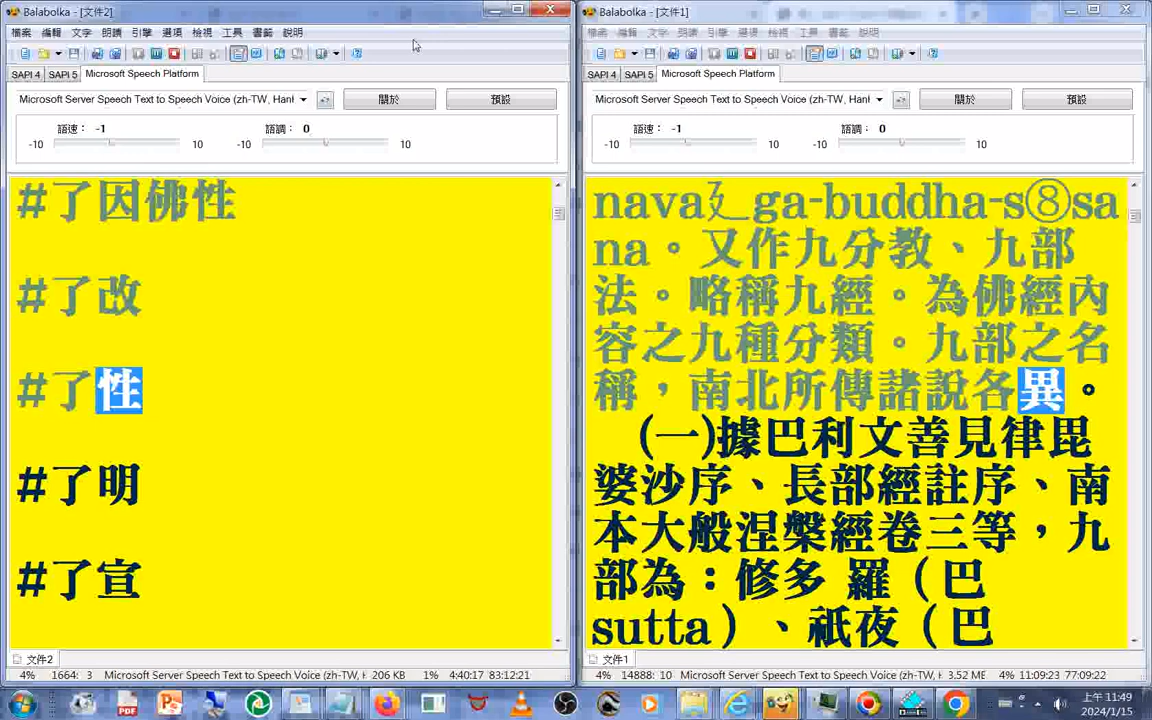 Balabolka - [文件2]
檔案 編輯 文字 朗讀 引擎 選項 檢視 工具 書籤 說明
SAPI 4 SAPI 5 Microsoft Speech Platform
Microsoft Server Speech Text to Speech Voice (zh-TW, Hanl
關於 預設
語速： -1 語調： 0
-10 10 -10 10
#了因佛性
#了改
#了性
#了明
#了宣
文件2
4% 1664: 3 Microsoft Server Speech Text to Speech Voice (zh-TW, H 206 KB 1% 4:40:17 83:12:21
Balabolka - [文件1]
檔案 編輯 文字 朗讀 引擎 選項 檢視 工具 書籤 說明
SAPI 4 SAPI 5 Microsoft Speech Platform
Microsoft Server Speech Text to Speech Voice (zh-TW, Hanl
關於 預設
語速： -1 語調： 0
-10 10 -10 10
nava廴ga-buddha-s⑧sa
na。又作九分教、九部
法。略稱九經。為佛經內
容之九種分類。九部之名
稱，南北所傳諸說各異。
(一)據巴利文善見律毘
婆沙序、長部經註序、南
本大般涅槃經卷三等，九
部為：修多 羅（巴
sutta）、祇夜（巴
文件1
4% 14888: 10 Microsoft Server Speech Text to Speech Voice (zh-TW, H 3.52 ME 4% 11:09:23 77:09:22
PDF
上午 11:49
2024/1/15